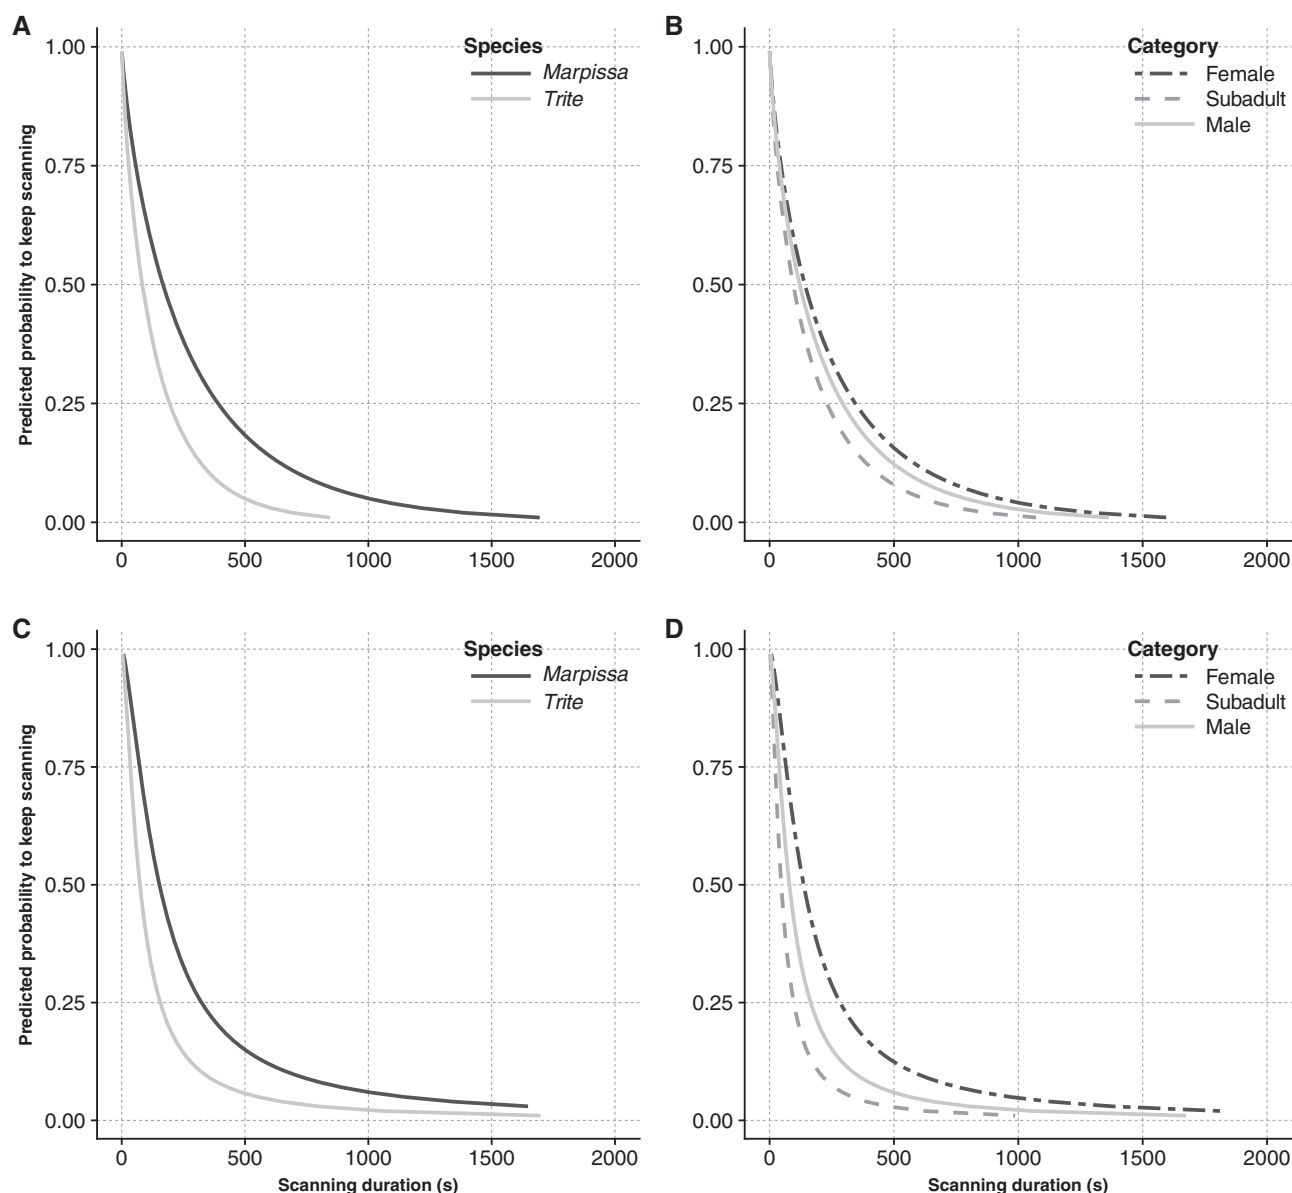 A
Species
Marpissa
Trite
Predicted probability to keep scanning
1.00
0.75
0.50
0.25
0.00
0 500 1000 1500 2000
B
Category
Female
Subadult
Male
1.00
0.75
0.50
0.25
0.00
0 500 1000 1500 2000
C
Species
Marpissa
Trite
Predicted probability to keep scanning
1.00
0.75
0.50
0.25
0.00
0 500 1000 1500 2000
Scanning duration (s)
D
Category
Female
Subadult
Male
1.00
0.75
0.50
0.25
0.00
0 500 1000 1500 2000
Scanning duration (s)